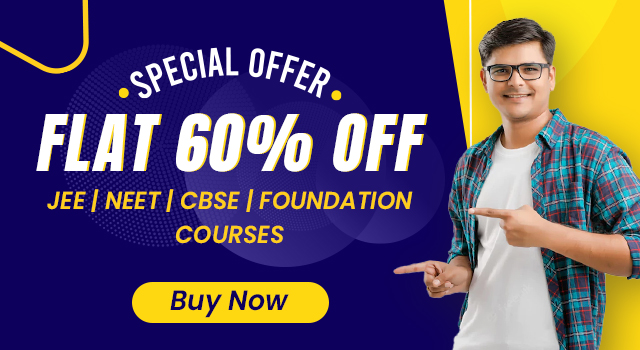 SPECIAL OFFER
FLAT 60% OFF
JEE | NEET | CBSE | FOUNDATION
COURSES
Buy Now